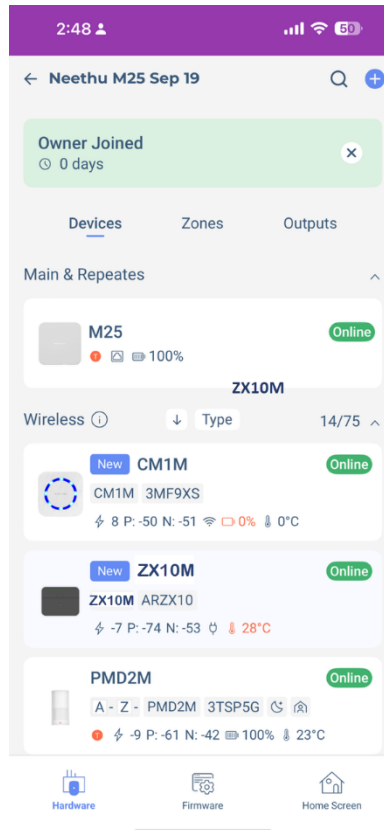 2:48 50
Neethu M25 Sep 19
Owner Joined
0 days
Devices Zones Outputs
Main & Repeates
M25 Online
T 100%
ZX10M
Wireless Type 14/75
New CM1M Online
CM1M 3MF9XS
8 P: -50 N: -51 0% 0°C
New ZX10M Online
ZX10M ARZX10
-7 P: -74 N: -53 28°C
PMD2M Online
A - Z - PMD2M 3TSP5G
T -9 P: -61 N: -42 100% 23°C
Hardware Firmware Home Screen